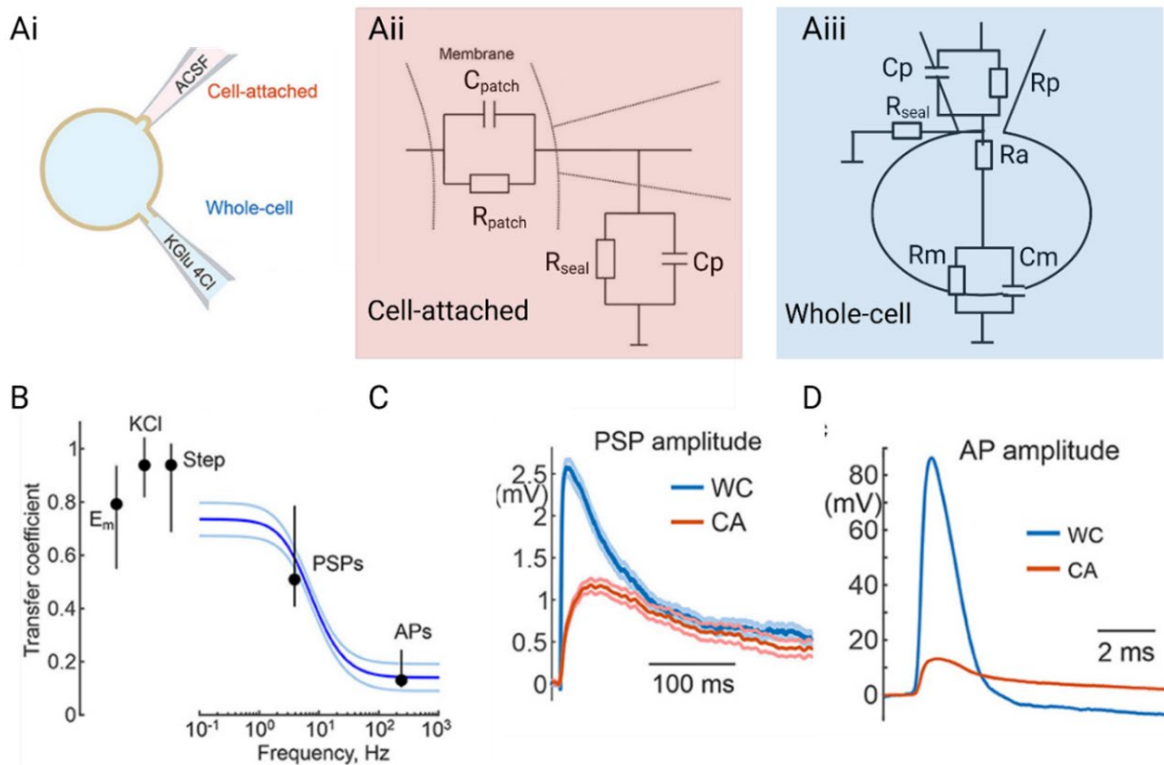 Ai
ACSF
Cell-attached
Whole-cell
KGlu 4Cl
Aii
Membrane
Cpatch
Rpatch
Rseal
Cp
Cell-attached
Aiii
Cp
Rp
Rseal
Ra
Rm
Cm
Whole-cell
B
Transfer coefficient
1
0.8
0.6
0.4
0.2
0
KCl
Step
Em
PSPs
APs
10-1
100
101
102
103
Frequency, Hz
C
PSP amplitude
(mV)
2.5
2
1.5
1
0.5
0
WC
CA
100 ms
D
AP amplitude
(mV)
80
60
40
20
0
WC
CA
2 ms